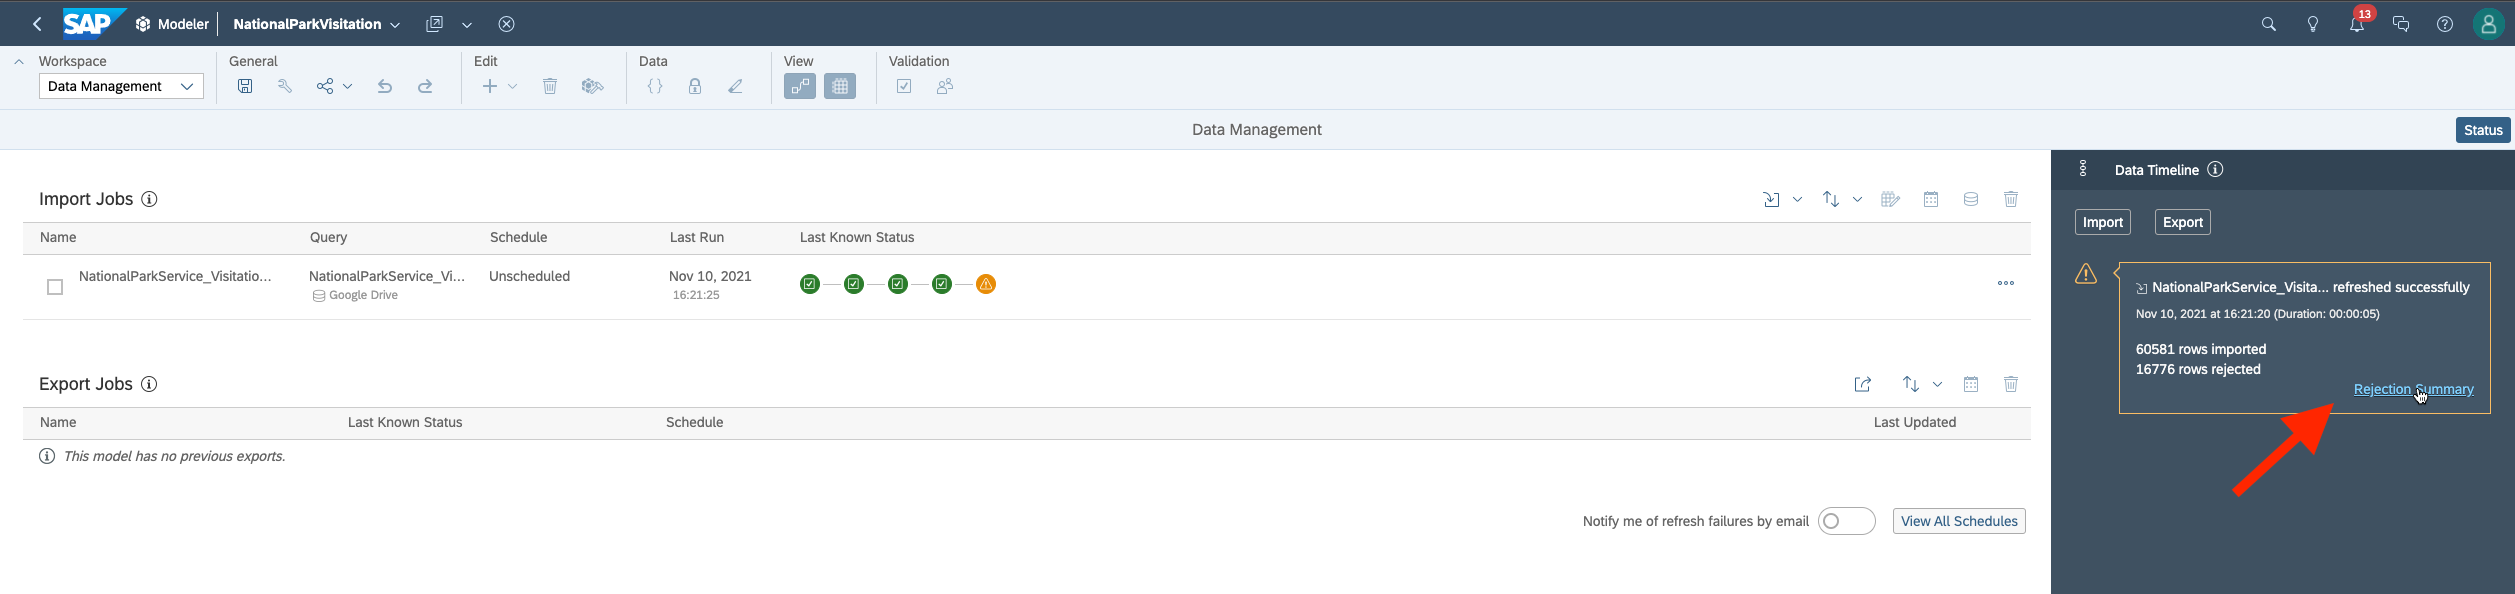 SAP Modeler NationalParkVisitation 13
Workspace General Edit Data View Validation
Data Management
Data Management Status
Import Jobs
Name Query Schedule Last Run Last Known Status
NationalParkService_Visitatio... NationalParkService_Vi... Unscheduled Nov 10, 2021
Google Drive 16:21:25
Export Jobs
Name Last Known Status Schedule Last Updated
This model has no previous exports.
Notify me of refresh failures by email View All Schedules
Data Timeline
Import Export
NationalParkService_Visita... refreshed successfully
Nov 10, 2021 at 16:21:20 (Duration: 00:00:05)
60581 rows imported
16776 rows rejected
Rejection Summary